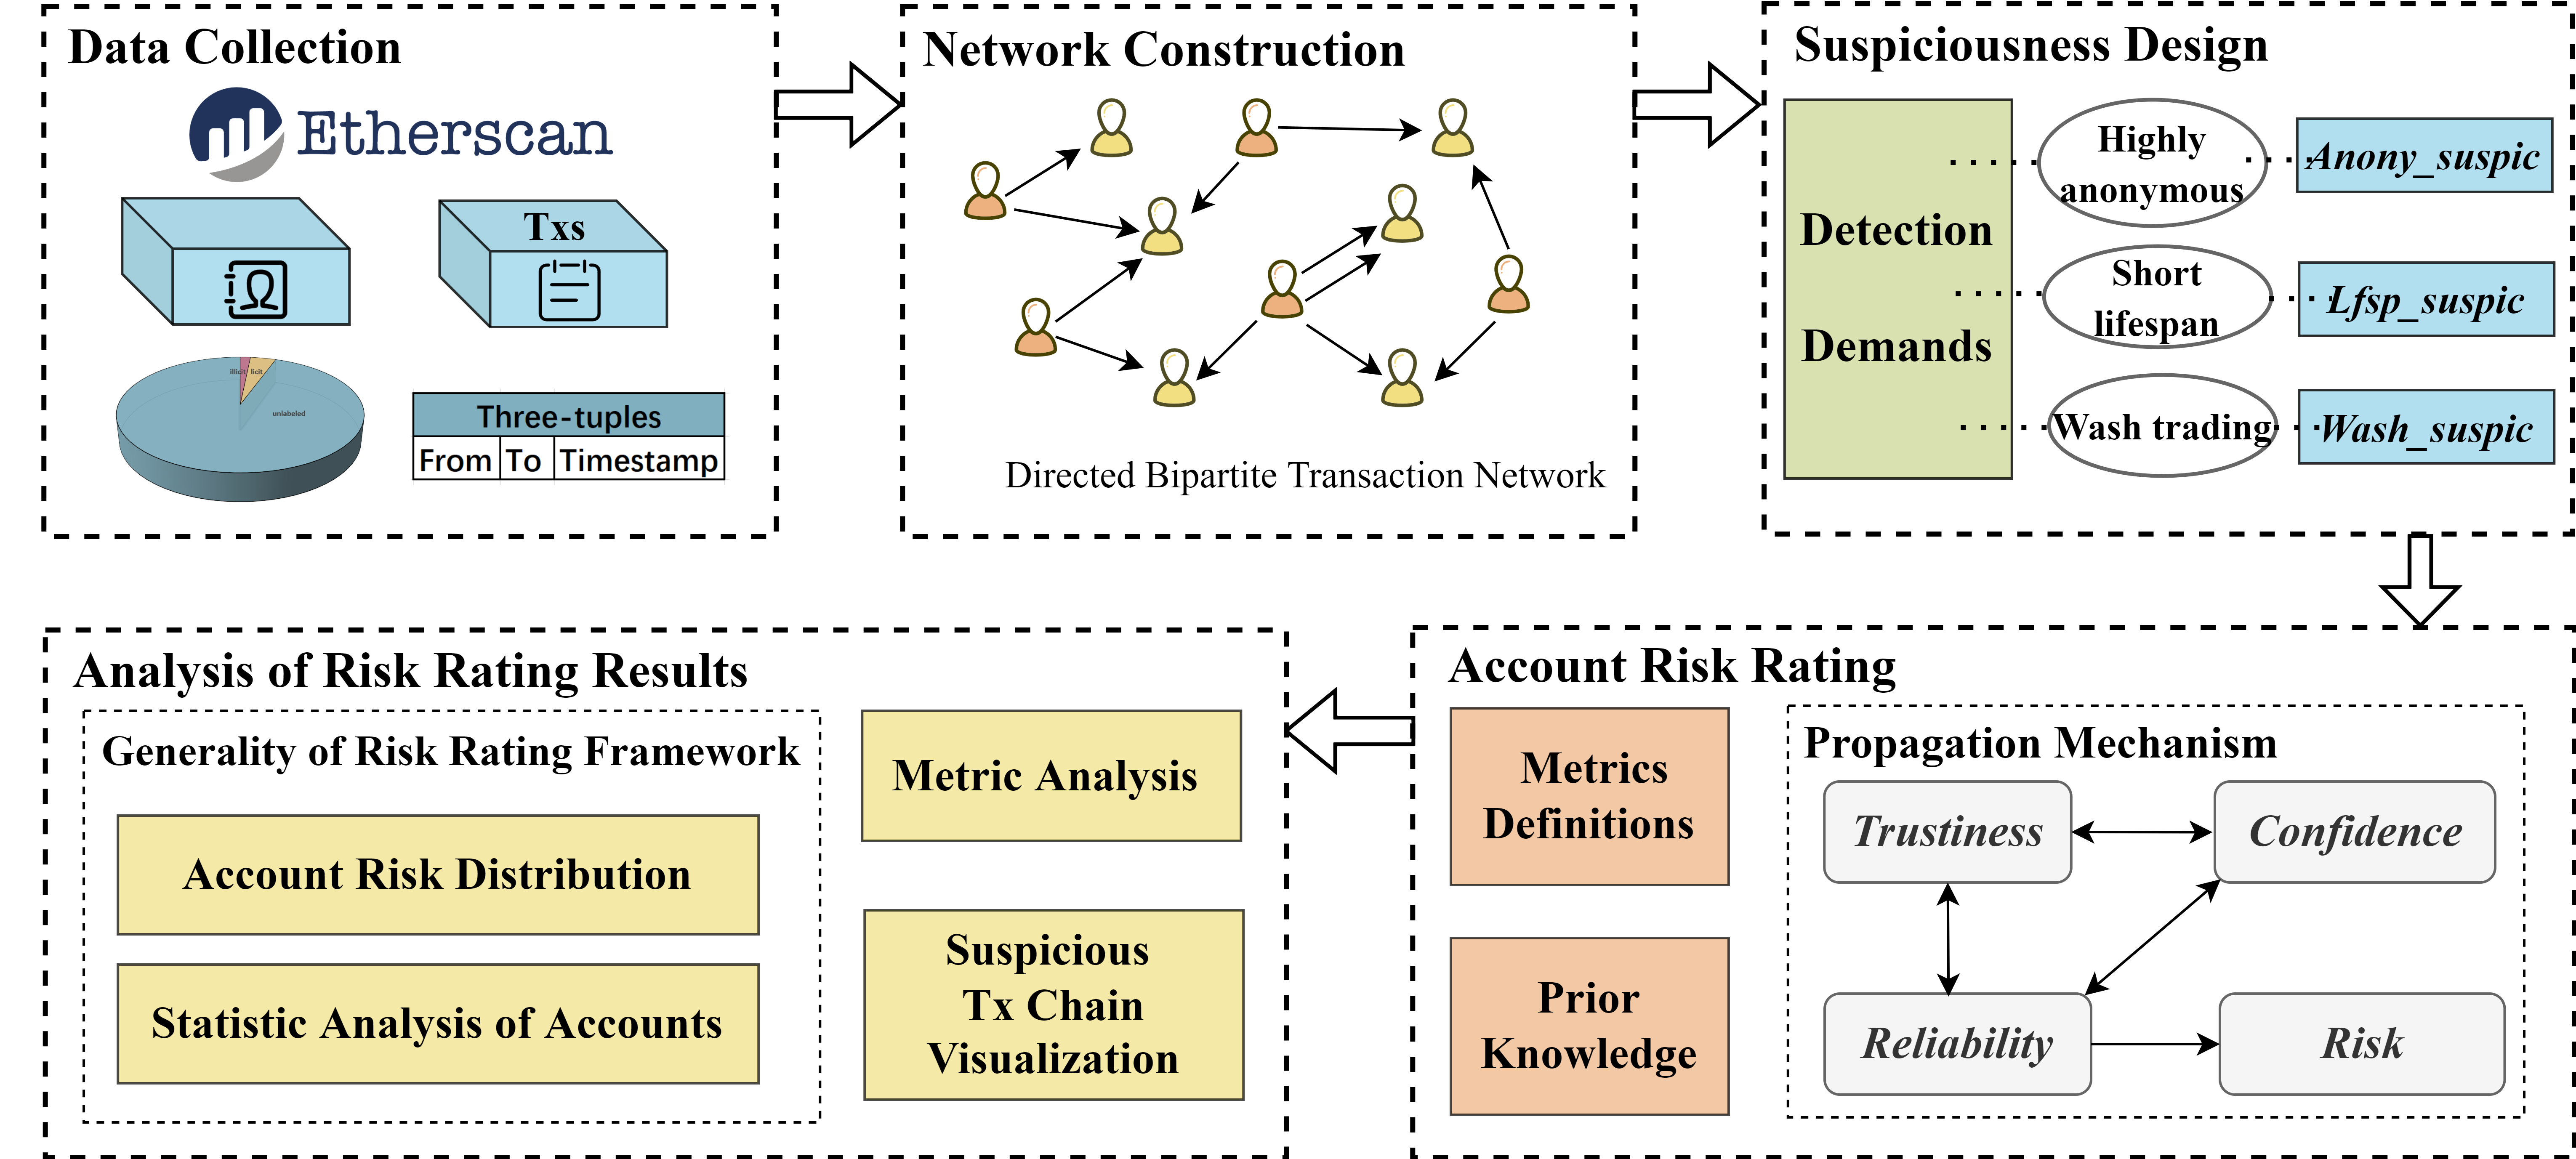 Data Collection
Etherscan
Txs
illicit
licit
unlabeled
Three-tuples
From To Timestamp
Network Construction
Directed Bipartite Transaction Network
Suspiciousness Design
Detection
Demands
Highly
anonymous
Anony_suspic
Short
lifespan
Lfsp_suspic
Wash trading
Wash_suspic
Analysis of Risk Rating Results
Generality of Risk Rating Framework
Account Risk Distribution
Statistic Analysis of Accounts
Metric Analysis
Suspicious
Tx Chain
Visualization
Account Risk Rating
Metrics
Definitions
Prior
Knowledge
Propagation Mechanism
Trustiness
Confidence
Reliability
Risk